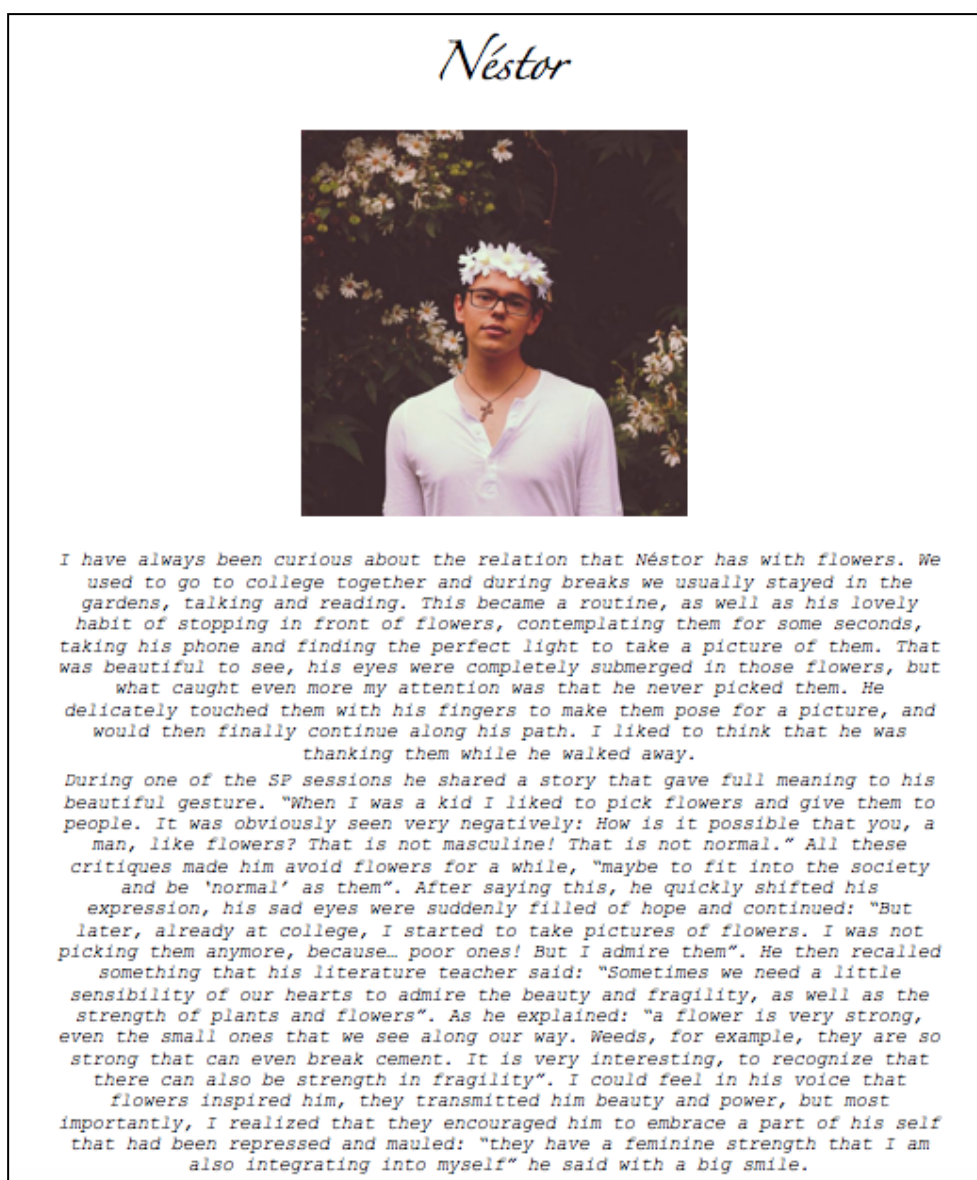 Néstor
I have always been curious about the relation that Néstor has with flowers. We
used to go to college together and during breaks we usually stayed in the
gardens, talking and reading. This became a routine, as well as his lovely
habit of stopping in front of flowers, contemplating them for some seconds,
taking his phone and finding the perfect light to take a picture of them. That
was beautiful to see, his eyes were completely submerged in those flowers, but
what caught even more my attention was that he never picked them. He
delicately touched them with his fingers to make them pose for a picture, and
would then finally continue along his path. I liked to think that he was
thanking them while he walked away.
During one of the SP sessions he shared a story that gave full meaning to his
beautiful gesture. “When I was a kid I liked to pick flowers and give them to
people. It was obviously seen very negatively: How is it possible that you, a
man, like flowers? That is not masculine! That is not normal.” All these
critiques made him avoid flowers for a while, “maybe to fit into the society
and be ‘normal’ as them”. After saying this, he quickly shifted his
expression, his sad eyes were suddenly filled of hope and continued: “But
later, already at college, I started to take pictures of flowers. I was not
picking them anymore, because… poor ones! But I admire them”. He then recalled
something that his literature teacher said: “Sometimes we need a little
sensibility of our hearts to admire the beauty and fragility, as well as the
strength of plants and flowers”. As he explained: “a flower is very strong,
even the small ones that we see along our way. Weeds, for example, they are so
strong that can even break cement. It is very interesting, to recognize that
there can also be strength in fragility”. I could feel in his voice that
flowers inspired him, they transmitted him beauty and power, but most
importantly, I realized that they encouraged him to embrace a part of his self
that had been repressed and mauled: “they have a feminine strength that I am
also integrating into myself” he said with a big smile.